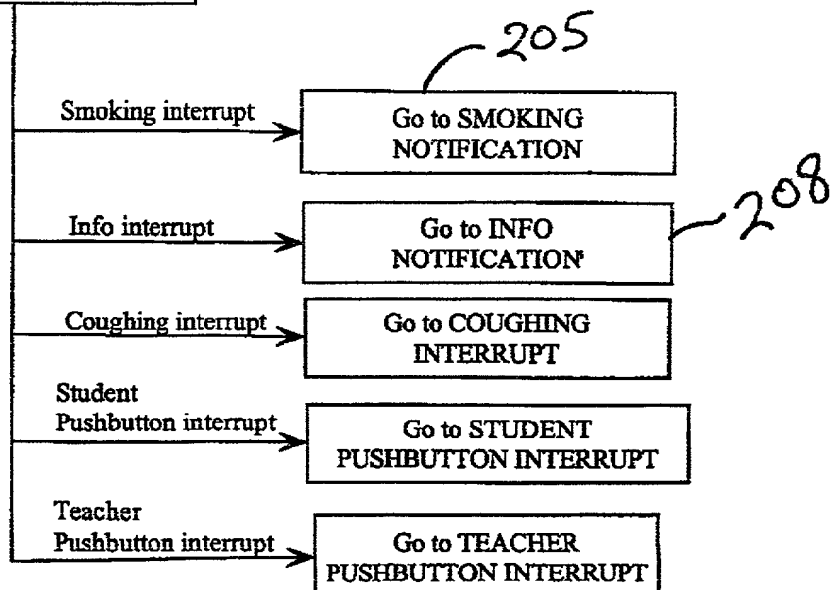 205
Smoking interrupt
Go to SMOKING
NOTIFICATION
208
Info interrupt
Go to INFO
NOTIFICATION
Coughing interrupt
Go to COUGHING
INTERRUPT
Student
Pushbutton interrupt
Go to STUDENT
PUSHBUTTON INTERRUPT
Teacher
Pushbutton interrupt
Go to TEACHER
PUSHBUTTON INTERRUPT